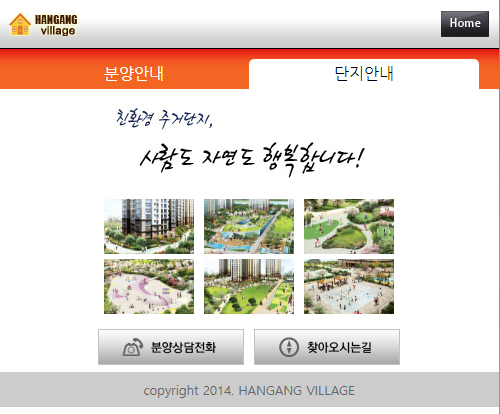 HANGANG
village
Home
분양안내
단지안내
친환경 주거단지,
사람도 자연도 행복합니다!
분양상담전화
찾아오시는길
copyright 2014. HANGANG VILLAGE